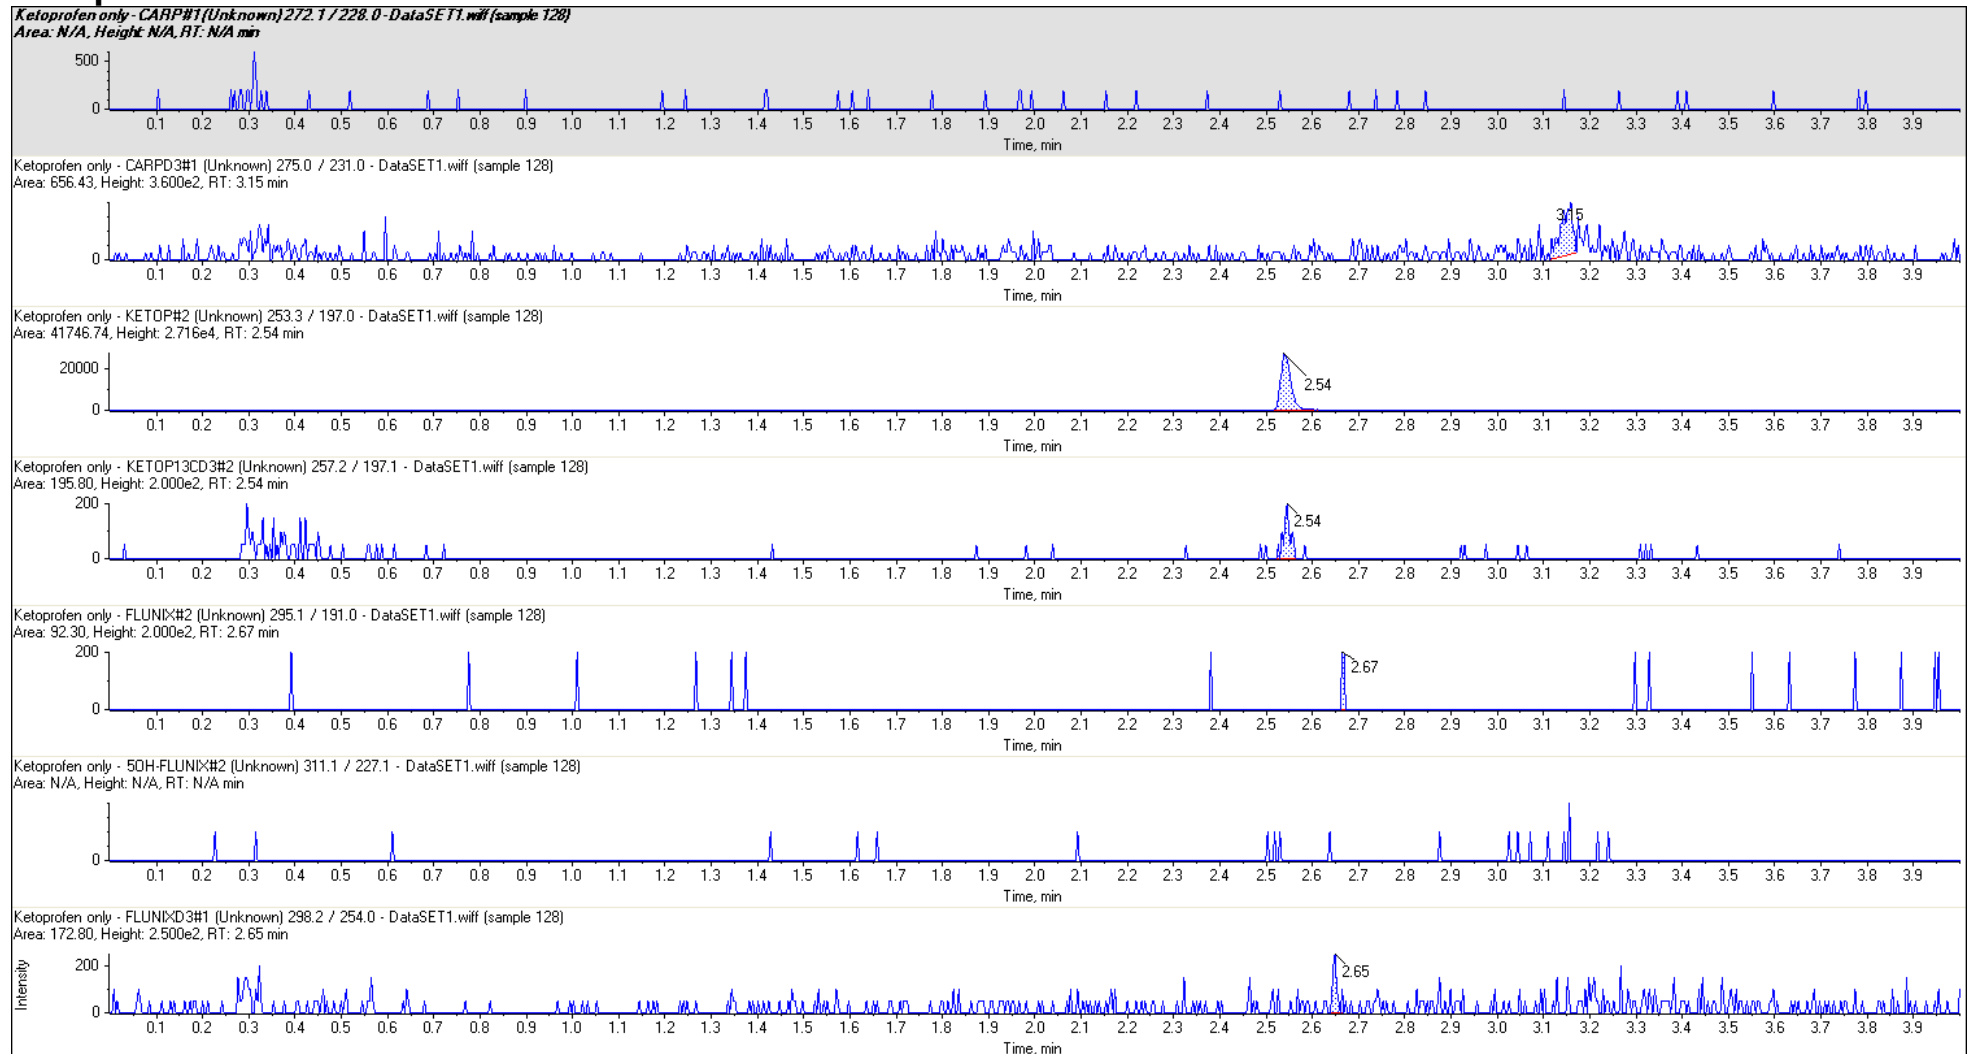 Ketoprofen only - CARP#1 (Unknown) 272.1 / 228.0 - DataSET1.wiff (sample 128)
Area: N/A, Height: N/A, RT: N/A min
500
0
0.1 0.2 0.3 0.4 0.5 0.6 0.7 0.8 0.9 1.0 1.1 1.2 1.3 1.4 1.5 1.6 1.7 1.8 1.9 2.0 2.1 2.2 2.3 2.4 2.5 2.6 2.7 2.8 2.9 3.0 3.1 3.2 3.3 3.4 3.5 3.6 3.7 3.8 3.9
Time, min
Ketoprofen only - CARPD3#1 (Unknown) 275.0 / 231.0 - DataSET1.wiff (sample 128)
Area: 656.43, Height: 3.600e2, RT: 3.15 min
3.15
0
0.1 0.2 0.3 0.4 0.5 0.6 0.7 0.8 0.9 1.0 1.1 1.2 1.3 1.4 1.5 1.6 1.7 1.8 1.9 2.0 2.1 2.2 2.3 2.4 2.5 2.6 2.7 2.8 2.9 3.0 3.1 3.2 3.3 3.4 3.5 3.6 3.7 3.8 3.9
Time, min
Ketoprofen only - KETOP#2 (Unknown) 253.3 / 197.0 - DataSET1.wiff (sample 128)
Area: 41746.74, Height: 2.716e4, RT: 2.54 min
20000
2.54
0
0.1 0.2 0.3 0.4 0.5 0.6 0.7 0.8 0.9 1.0 1.1 1.2 1.3 1.4 1.5 1.6 1.7 1.8 1.9 2.0 2.1 2.2 2.3 2.4 2.5 2.6 2.7 2.8 2.9 3.0 3.1 3.2 3.3 3.4 3.5 3.6 3.7 3.8 3.9
Time, min
Ketoprofen only - KETOP13CD3#2 (Unknown) 257.2 / 197.1 - DataSET1.wiff (sample 128)
Area: 195.80, Height: 2.000e2, RT: 2.54 min
200
2.54
0
0.1 0.2 0.3 0.4 0.5 0.6 0.7 0.8 0.9 1.0 1.1 1.2 1.3 1.4 1.5 1.6 1.7 1.8 1.9 2.0 2.1 2.2 2.3 2.4 2.5 2.6 2.7 2.8 2.9 3.0 3.1 3.2 3.3 3.4 3.5 3.6 3.7 3.8 3.9
Time, min
Ketoprofen only - FLUNIX#2 (Unknown) 295.1 / 191.0 - DataSET1.wiff (sample 128)
Area: 92.30, Height: 2.000e2, RT: 2.67 min
200
2.67
0
0.1 0.2 0.3 0.4 0.5 0.6 0.7 0.8 0.9 1.0 1.1 1.2 1.3 1.4 1.5 1.6 1.7 1.8 1.9 2.0 2.1 2.2 2.3 2.4 2.5 2.6 2.7 2.8 2.9 3.0 3.1 3.2 3.3 3.4 3.5 3.6 3.7 3.8 3.9
Time, min
Ketoprofen only - 5OH-FLUNIX#2 (Unknown) 311.1 / 227.1 - DataSET1.wiff (sample 128)
Area: N/A, Height: N/A, RT: N/A min
0
0.1 0.2 0.3 0.4 0.5 0.6 0.7 0.8 0.9 1.0 1.1 1.2 1.3 1.4 1.5 1.6 1.7 1.8 1.9 2.0 2.1 2.2 2.3 2.4 2.5 2.6 2.7 2.8 2.9 3.0 3.1 3.2 3.3 3.4 3.5 3.6 3.7 3.8 3.9
Time, min
Ketoprofen only - FLUNIXD3#1 (Unknown) 298.2 / 254.0 - DataSET1.wiff (sample 128)
Area: 172.80, Height: 2.500e2, RT: 2.65 min
Intensity
200
2.65
0
0.1 0.2 0.3 0.4 0.5 0.6 0.7 0.8 0.9 1.0 1.1 1.2 1.3 1.4 1.5 1.6 1.7 1.8 1.9 2.0 2.1 2.2 2.3 2.4 2.5 2.6 2.7 2.8 2.9 3.0 3.1 3.2 3.3 3.4 3.5 3.6 3.7 3.8 3.9
Time, min